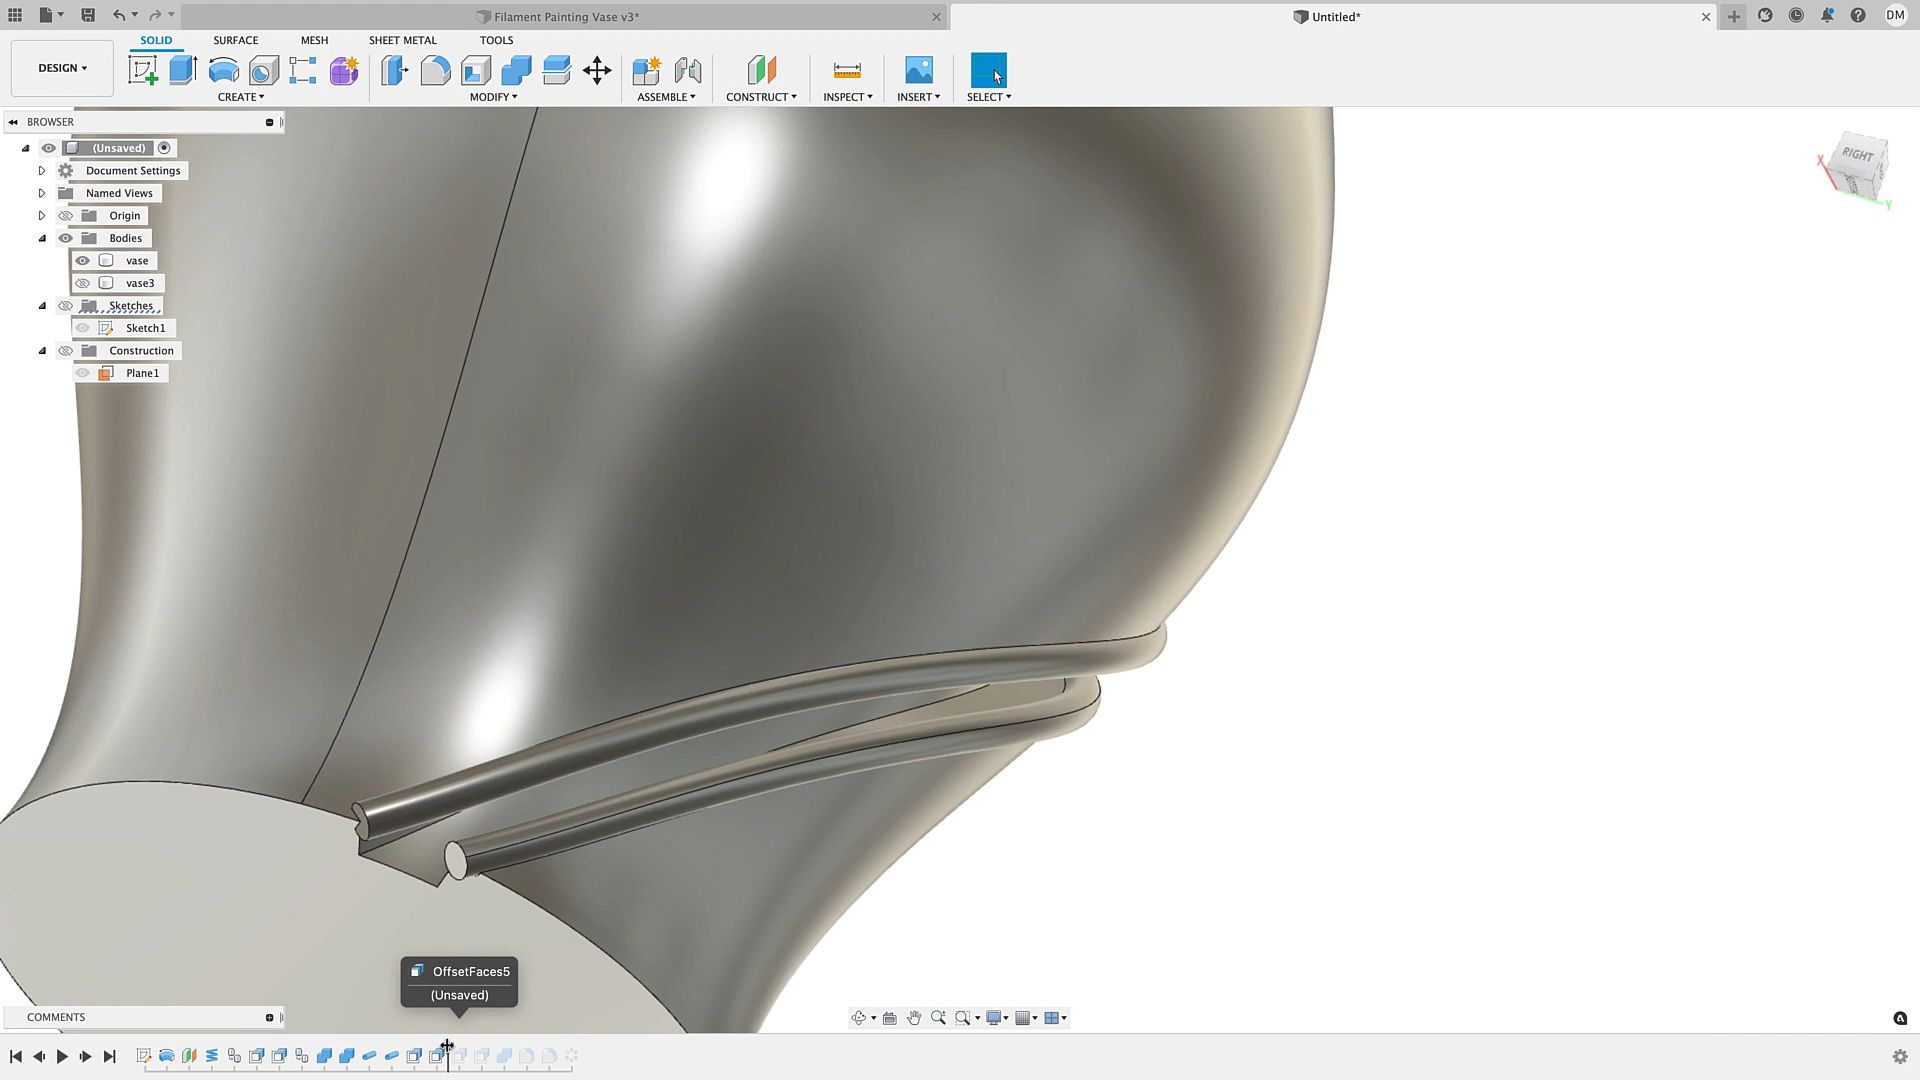 Filament Painting Vase v3*
Untitled*
DM
SOLID
SURFACE
MESH
SHEET METAL
TOOLS
DESIGN
CREATE
MODIFY
ASSEMBLE
CONSTRUCT
INSPECT
INSERT
SELECT
BROWSER
(Unsaved)
Document Settings
Named Views
Origin
Bodies
vase
vase3
Sketches
Sketch1
Construction
Plane1
RIGHT
X
Y
OffsetFaces5
(Unsaved)
COMMENTS